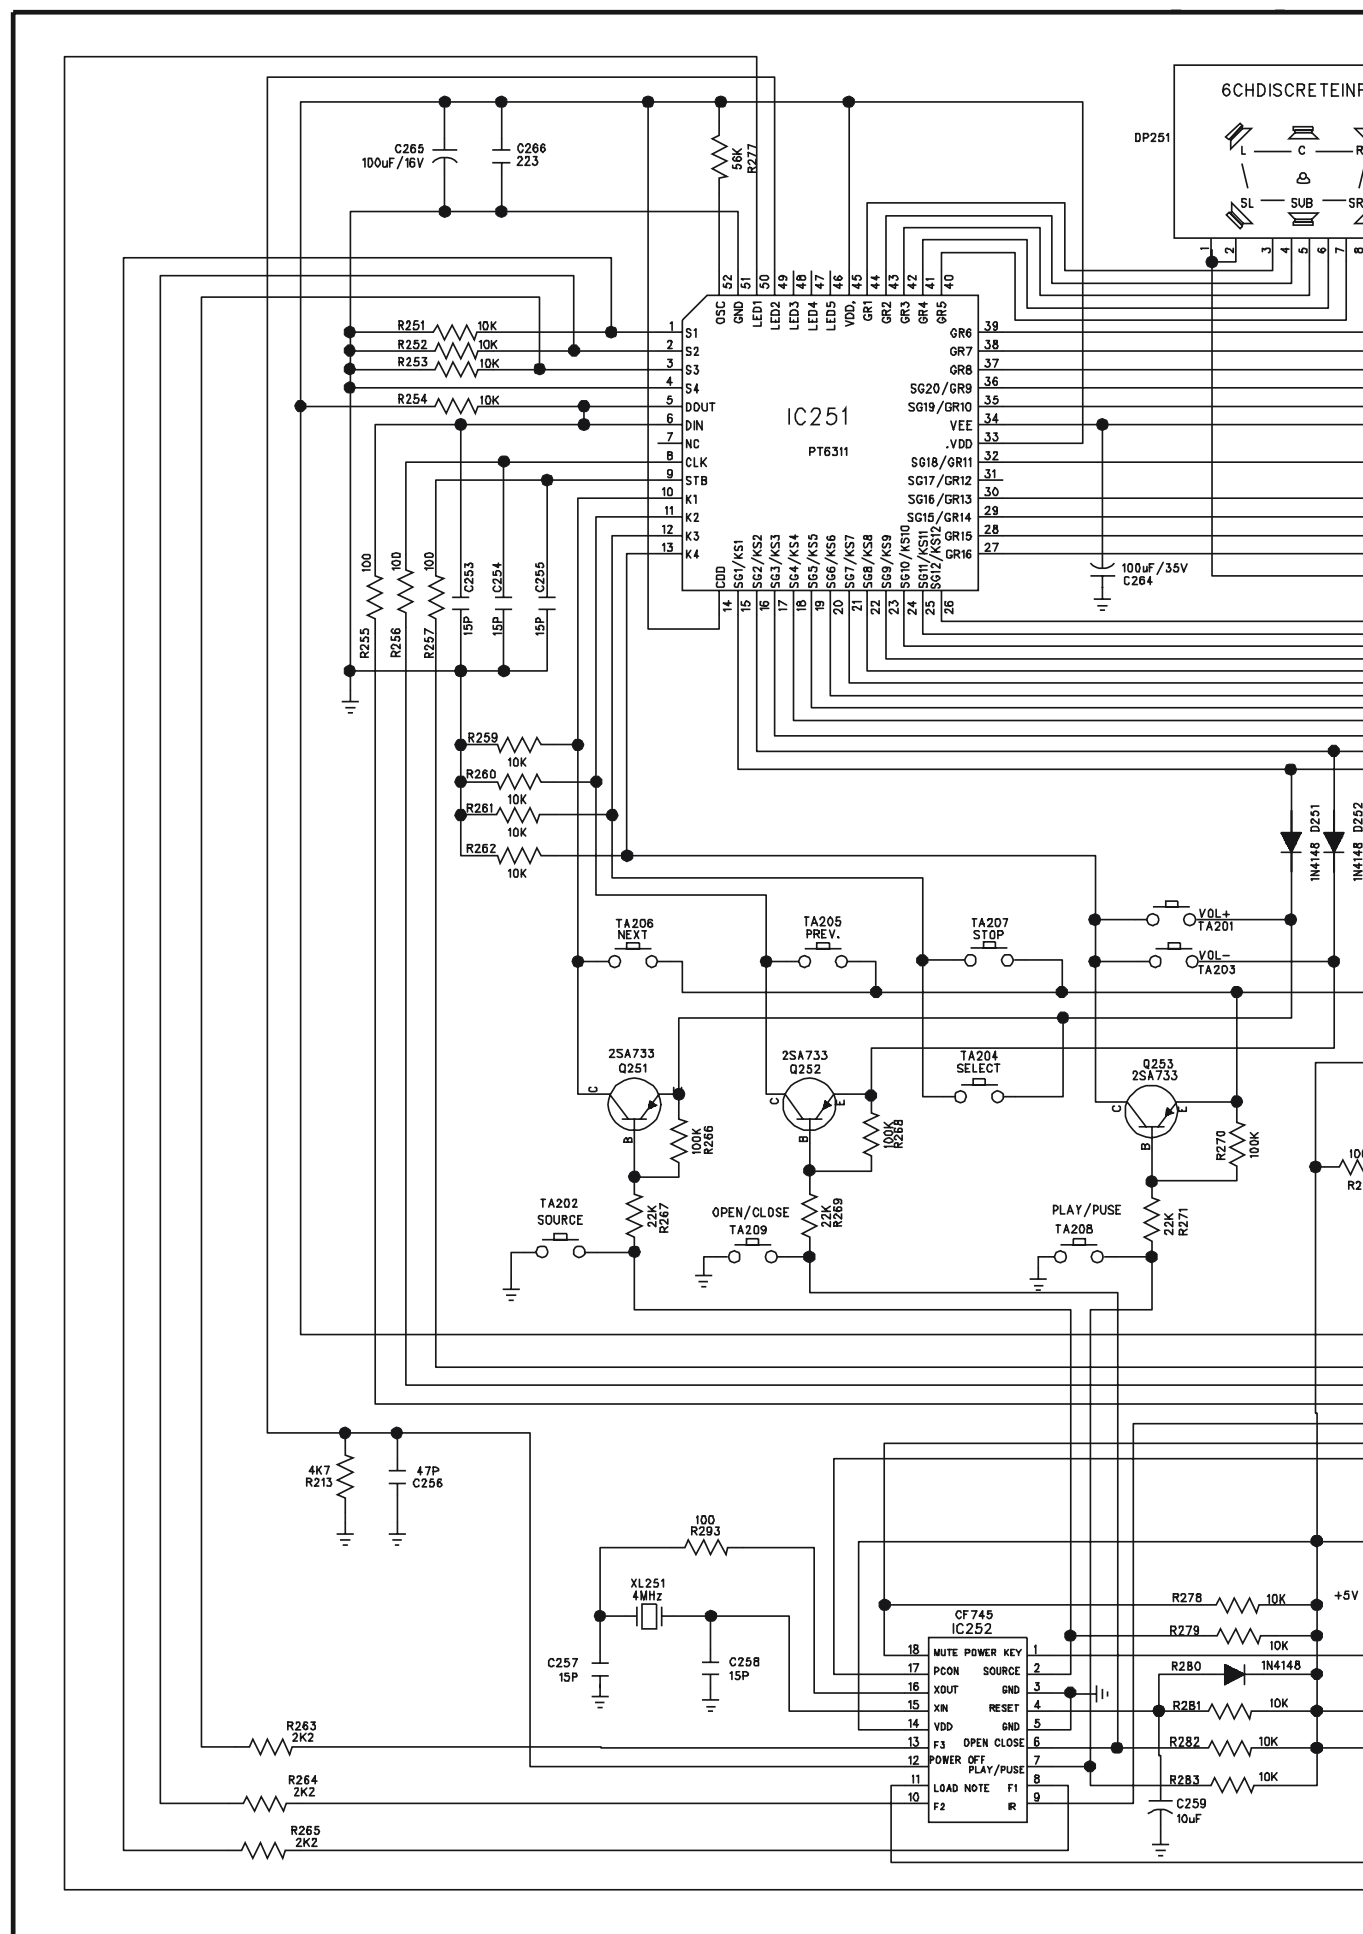 6CHDISCRETEINF
DP251
L
C
R
SL
SUB
SR
1
2
3
4
5
6
7
8
C265
100uF/16V
C266
223
56K
R277
52
51
50
49
48
47
46
45
44
43
42
41
40
OSC
GND
LED1
LED2
LED3
LED4
LED5
VDD,
GR1
GR2
GR3
GR4
GR5
R251
10K
1
S1
GR6
39
R252
10K
2
S2
GR7
38
R253
10K
3
S3
GR8
37
4
S4
SG20/GR9
36
R254
10K
5
DOUT
SG19/GR10
35
6
DIN
VEE
34
7
NC
.VDD
33
8
CLK
SG18/GR11
32
9
STB
SG17/GR12
31
10
K1
SG16/GR13
30
11
K2
SG15/GR14
29
12
K3
GR15
28
13
K4
GR16
27
IC251
PT6311
CDD
SG1/KS1
SG2/KS2
SG3/KS3
SG4/KS4
SG5/KS5
SG6/KS6
SG7/KS7
SG8/KS8
SG9/KS9
SG10/KS10
SG11/KS11
SG12/KS12
14
15
16
17
18
19
20
21
22
23
24
25
26
100uF/35V
C264
100
R255
100
R256
100
R257
C253
15P
C254
15P
C255
15P
R259
10K
R260
10K
R261
10K
R262
10K
1N4148 D251
1N4148 D252
TA206
NEXT
TA205
PREV.
TA207
STOP
VOL+
TA201
VOL-
TA203
2SA733
Q251
C
E
B
100K
R266
2SA733
Q252
C
E
B
100K
R268
TA204
SELECT
Q253
2SA733
C
E
B
R270
100K
10
R2
TA202
SOURCE
22K
R267
OPEN/CLOSE
TA209
22K
R269
PLAY/PUSE
TA208
22K
R271
4K7
R213
47P
C256
100
R293
XL251
4MHz
C257
15P
C258
15P
CF745
IC252
18
MUTE POWER KEY
1
17
PCON
SOURCE
2
16
XOUT
GND
3
15
XIN
RESET
4
14
VDD
GND
5
13
F3
OPEN CLOSE
6
12
POWER OFF
PLAY/PUSE
7
11
LOAD NOTE
F1
8
10
F2
IR
9
R278
10K
+5V
R279
10K
R280
1N4148
R281
10K
R282
10K
R283
10K
C259
10uF
R263
2K2
R264
2K2
R265
2K2